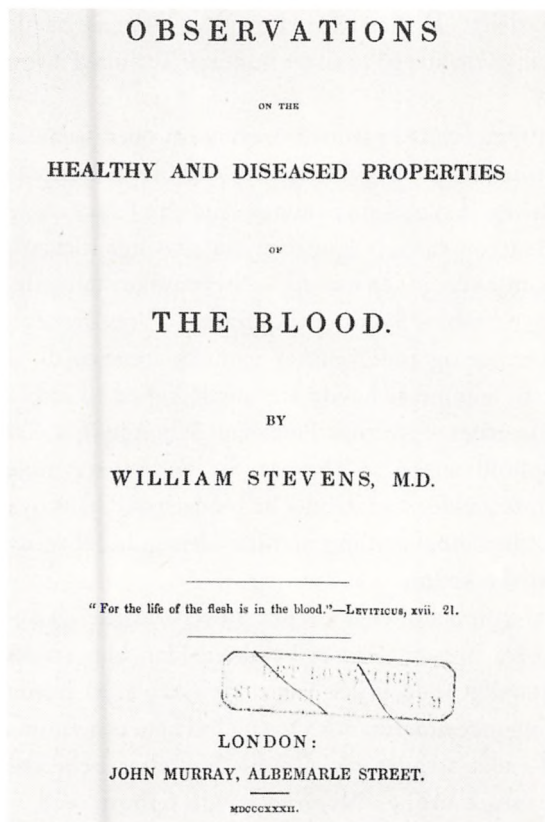 OBSERVATIONS
ON THE
HEALTHY AND DISEASED PROPERTIES
OF
THE BLOOD.
BY
WILLIAM STEVENS, M.D.
“ For the life of the flesh is in the blood.”—LEVITICUS, xvii. 21.
LONDON:
JOHN MURRAY, ALBEMARLE STREET.
MDCCCXXXII.